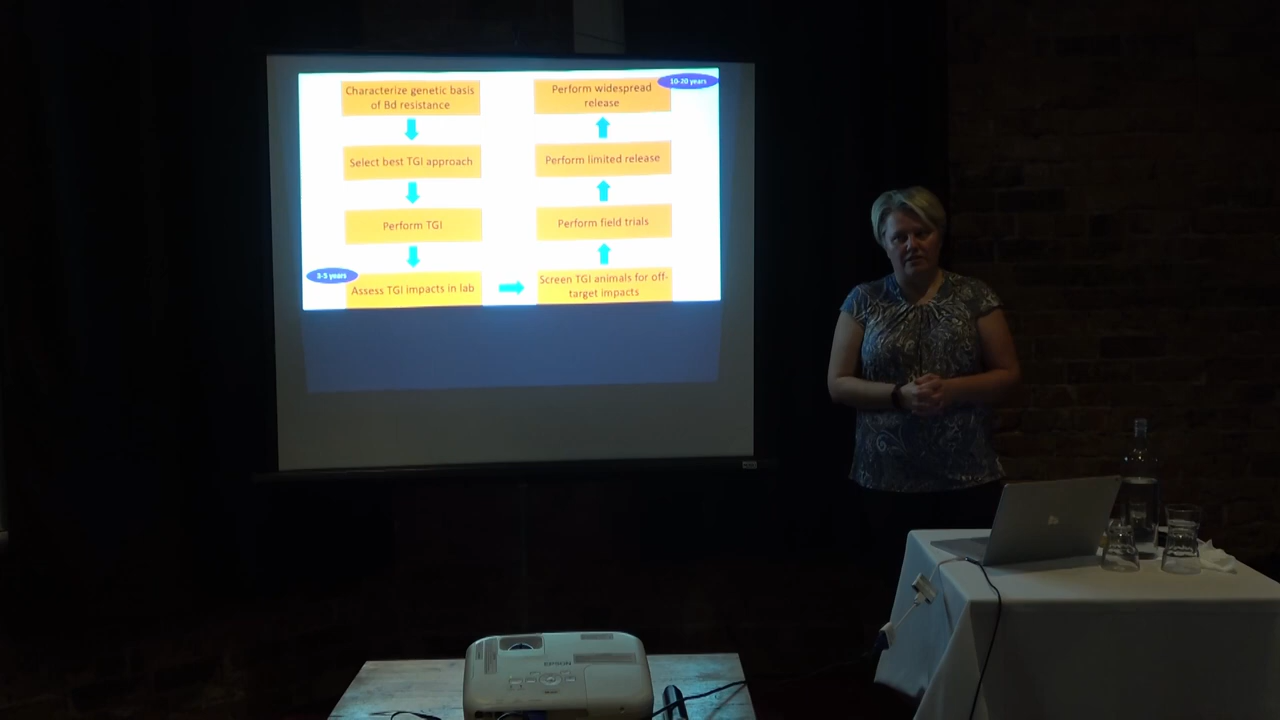 Characterize genetic basis
of Bd resistance
Select best TGI approach
Perform TGI
3-5 years
Assess TGI impacts in lab
Screen TGI animals for off-
target impacts
Perform field trials
Perform limited release
Perform widespread
release
10-20 years
EPSON